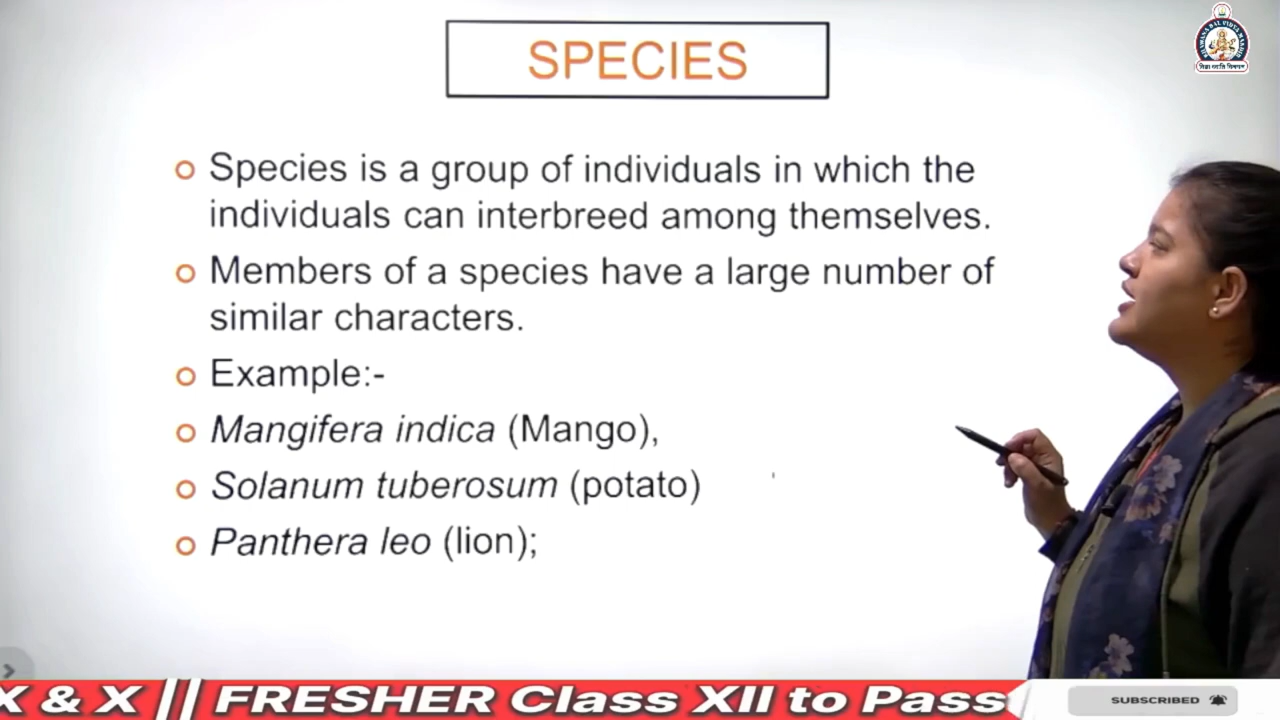 SPECIES
Species is a group of individuals in which the
individuals can interbreed among themselves.
Members of a species have a large number of
similar characters.
Example:-
Mangifera indica (Mango),
Solanum tuberosum (potato)
Panthera leo (lion);
X & X || FRESHER Class XII to Pass
SUBSCRIBED